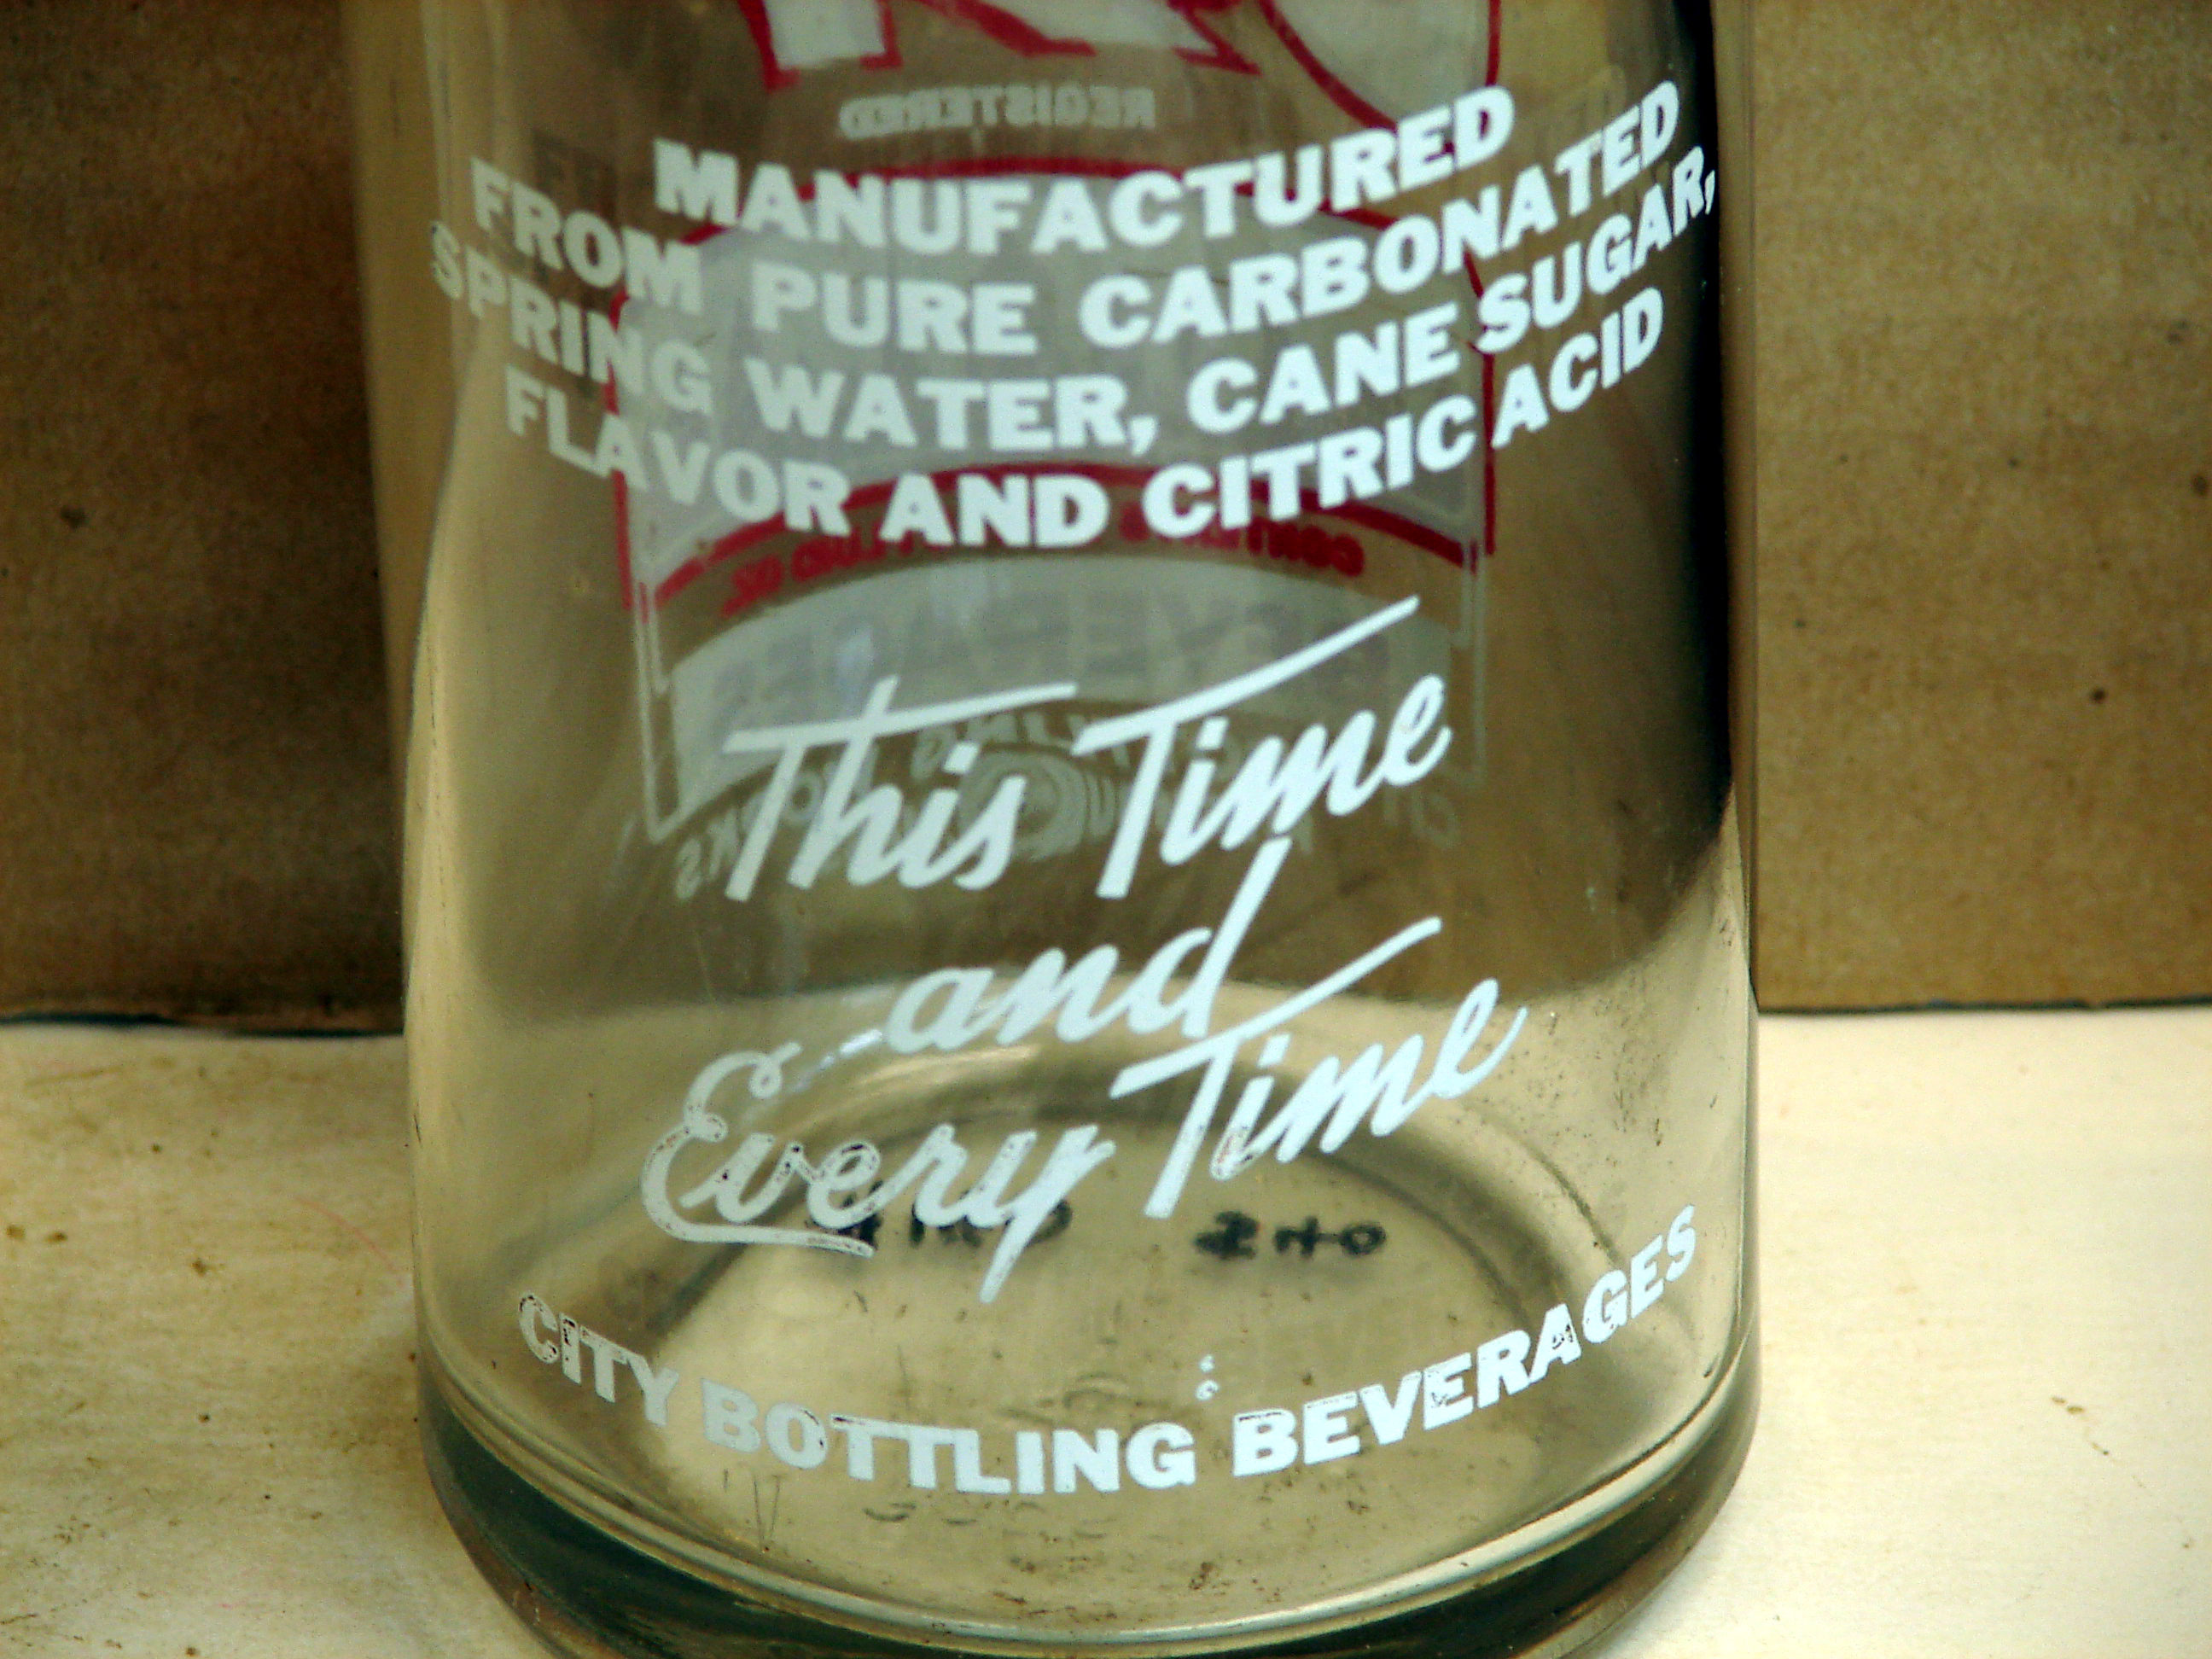 REGISTERED
MANUFACTURED
FROM PURE CARBONATED
SPRING WATER, CANE SUGAR,
FLAVOR AND CITRIC ACID
BEVERAGES
This Time
and
Every Time
CITY BOTTLING BEVERAGES